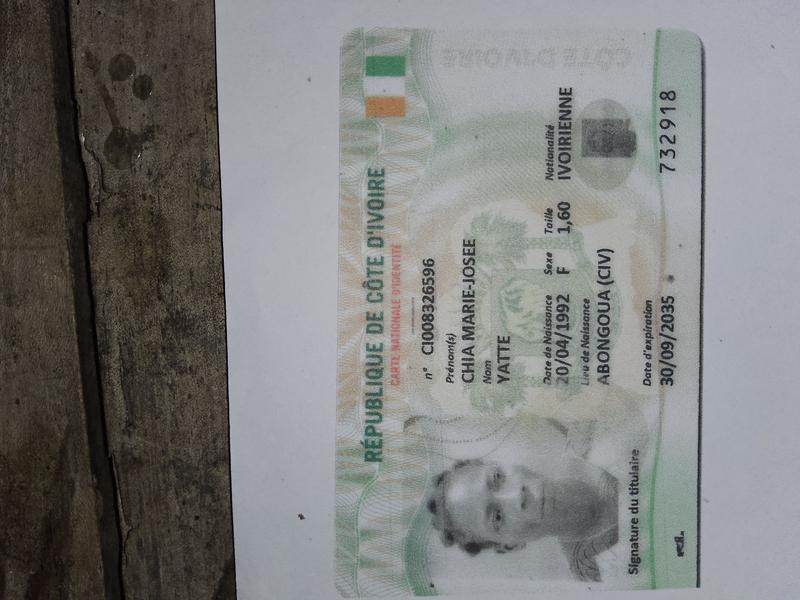 CÔTE D'IVOIRE
RÉPUBLIQUE DE CÔTE D'IVOIRE
CARTE NATIONALE D'IDENTITÉ
n° CI008326596
Prénom(s)
CHIA MARIE-JOSEE
Nom
YATTE
Date de Naissance Sexe Taille Nationalité
20/04/1992 F 1,60 IVOIRIENNE
Lieu de Naissance
ABONGOUA (CIV)
Date d'expiration
30/09/2035
732918
Signature du titulaire